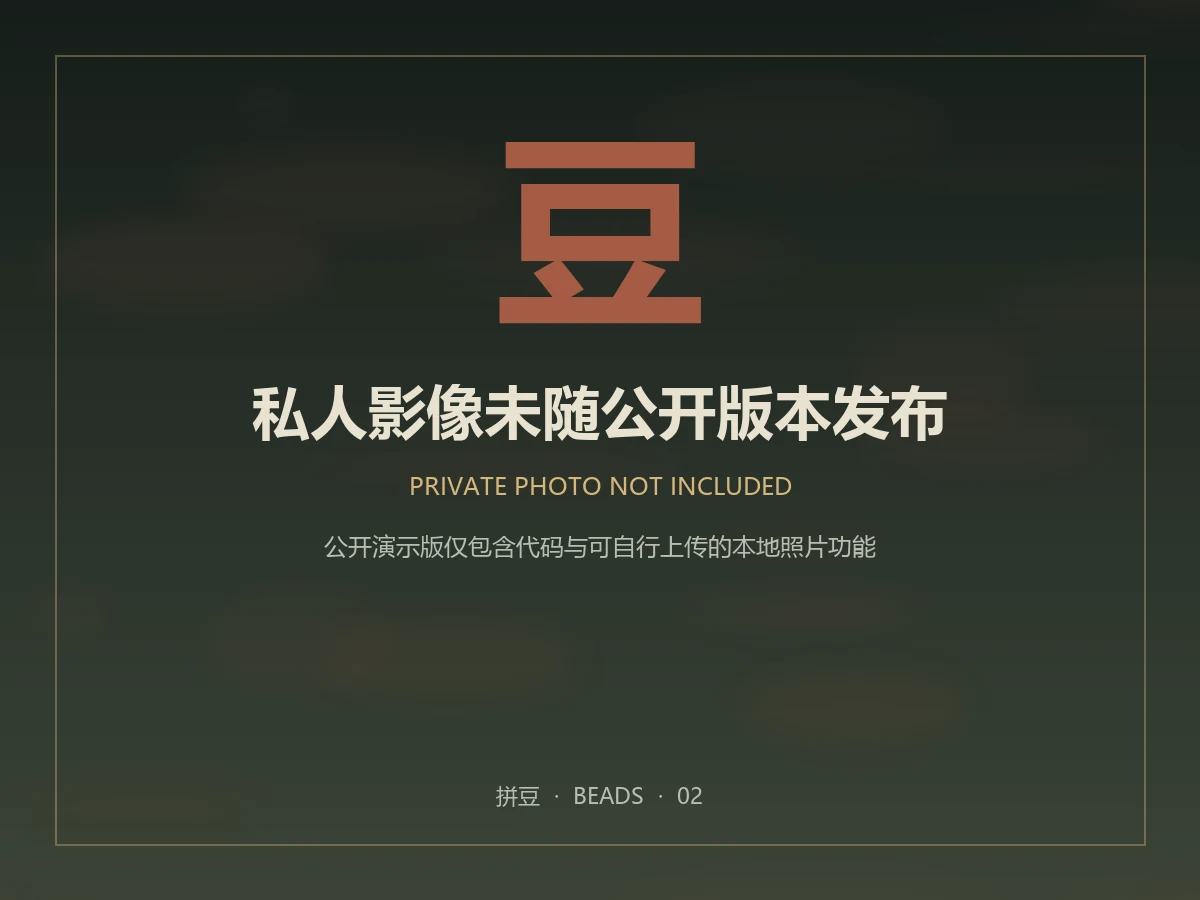 豆
私人影像未随公开版本发布
PRIVATE PHOTO NOT INCLUDED
公开演示版仅包含代码与可自行上传的本地照片功能
拼豆 · BEADS · 02